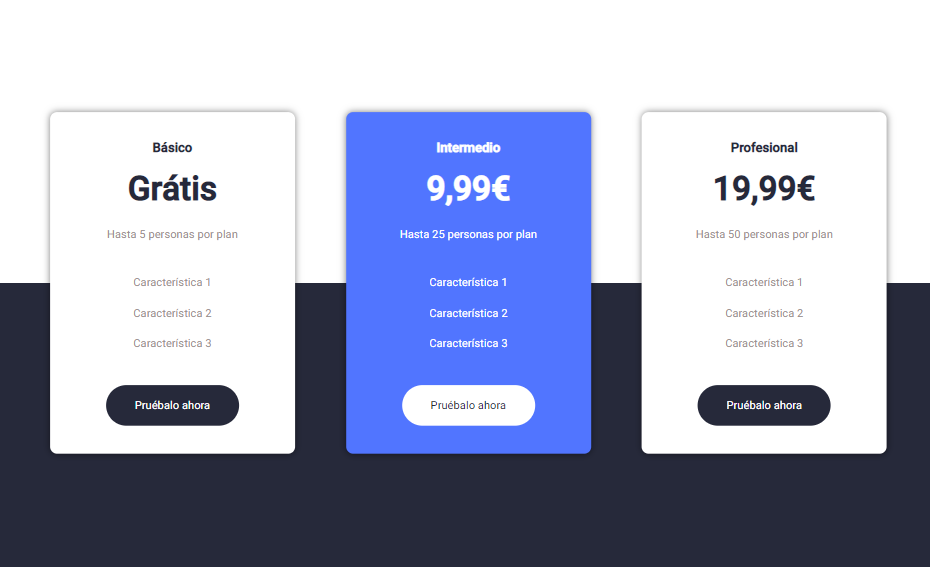 Básico
Grátis
Hasta 5 personas por plan
Característica 1
Característica 2
Característica 3
Pruébalo ahora
Intermedio
9,99€
Hasta 25 personas por plan
Característica 1
Característica 2
Característica 3
Pruébalo ahora
Profesional
19,99€
Hasta 50 personas por plan
Característica 1
Característica 2
Característica 3
Pruébalo ahora